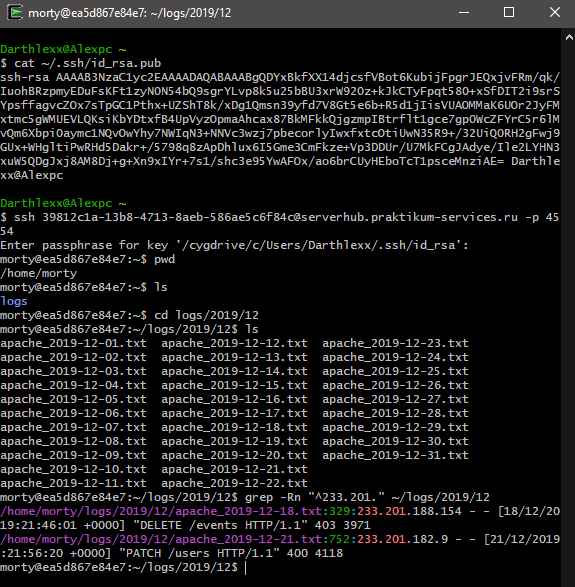 morty@ea5d867e84e7: ~/logs/2019/12
Darthlexx@Alexpc ~
$ cat ~/.ssh/id_rsa.pub
ssh-rsa AAAAB3NzaC1yc2EAAAADAQABAAABgQDYxBkfXX14djcsfVBot6KubijFpgrJEQxjvFRm/qk/
IuohBRzpmyEDuFsKFt1zyNON54bQ9sgrYLvp8k5u25bBU3xrW92Oz+kJkCTyFpqt58O+xSfDIT2i9srS
YpsffagvcZOx7sTpGC1Pthx+UZShT8k/xDg1Qmsn39yfd7V8Gt5e6b+R5d1jIisVUAOMMaK6UOr2JyFM
xtmc5gWMUEVLQKsiKbYDtxfB4UpVyzOpmaAhcax87BkMFkkQjgzmpIBtrflt1gce7gpOWcZFYrC5r6lM
vQm6XbpiOaymc1NQvOwYhy7NWIqN3+NNVc3wzj7pbecorlyIwxfxtcOtiUwN35R9+/32UiQORH2gFwj9
GUx+WHgltiPwRHd5Dakr+/5798q8zApDhlux6I5Gme3CmFkze+Vp3DDUr/U7MkFCgJAdye/Ile2LYHN3
xuW5QDgJxj8AM8Dj+g+Xn9xIYr+7s1/shc3e95YwAFOx/ao6brCUyHEboTcT1psceMnziAE= Darthle
xx@Alexpc
Darthlexx@Alexpc ~
$ ssh 39812c1a-13b8-4713-8aeb-586ae5c6f84c@serverhub.praktikum-services.ru -p 45
54
Enter passphrase for key '/cygdrive/c/Users/Darthlexx/.ssh/id_rsa':
morty@ea5d867e84e7:~$ pwd
/home/morty
morty@ea5d867e84e7:~$ ls
logs
morty@ea5d867e84e7:~$ cd logs/2019/12
morty@ea5d867e84e7:~/logs/2019/12$ ls
apache_2019-12-01.txt  apache_2019-12-12.txt  apache_2019-12-23.txt
apache_2019-12-02.txt  apache_2019-12-13.txt  apache_2019-12-24.txt
apache_2019-12-03.txt  apache_2019-12-14.txt  apache_2019-12-25.txt
apache_2019-12-04.txt  apache_2019-12-15.txt  apache_2019-12-26.txt
apache_2019-12-05.txt  apache_2019-12-16.txt  apache_2019-12-27.txt
apache_2019-12-06.txt  apache_2019-12-17.txt  apache_2019-12-28.txt
apache_2019-12-07.txt  apache_2019-12-18.txt  apache_2019-12-29.txt
apache_2019-12-08.txt  apache_2019-12-19.txt  apache_2019-12-30.txt
apache_2019-12-09.txt  apache_2019-12-20.txt  apache_2019-12-31.txt
apache_2019-12-10.txt  apache_2019-12-21.txt
apache_2019-12-11.txt  apache_2019-12-22.txt
morty@ea5d867e84e7:~/logs/2019/12$ grep -Rn "^233.201." ~/logs/2019/12
/home/morty/logs/2019/12/apache_2019-12-18.txt:329:233.201.188.154 - - [18/12/20
19:21:46:01 +0000] "DELETE /events HTTP/1.1" 403 3971
/home/morty/logs/2019/12/apache_2019-12-21.txt:752:233.201.182.9 - - [21/12/2019
:21:56:20 +0000] "PATCH /users HTTP/1.1" 400 4118
morty@ea5d867e84e7:~/logs/2019/12$